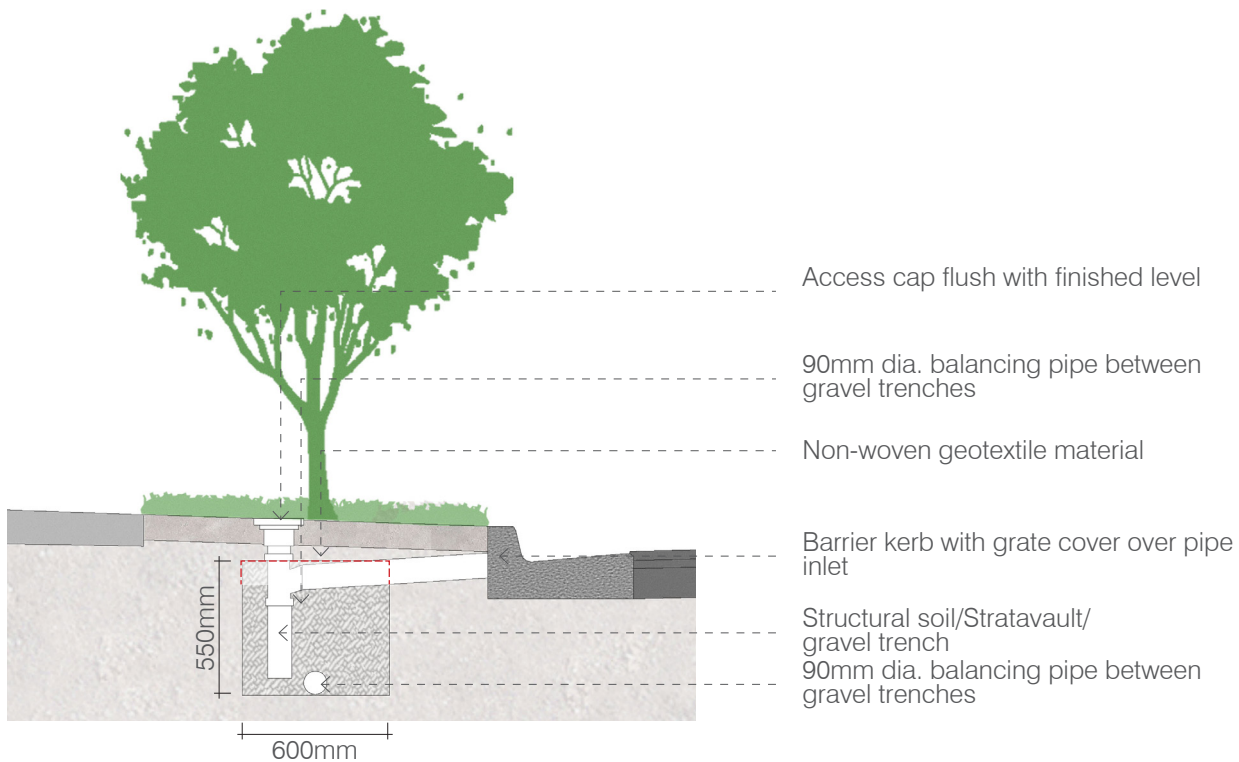 Access cap flush with finished level
90mm dia. balancing pipe between
gravel trenches
Non-woven geotextile material
Barrier kerb with grate cover over pipe
inlet
Structural soil/Stratavault/
gravel trench
90mm dia. balancing pipe between
gravel trenches
550mm
600mm